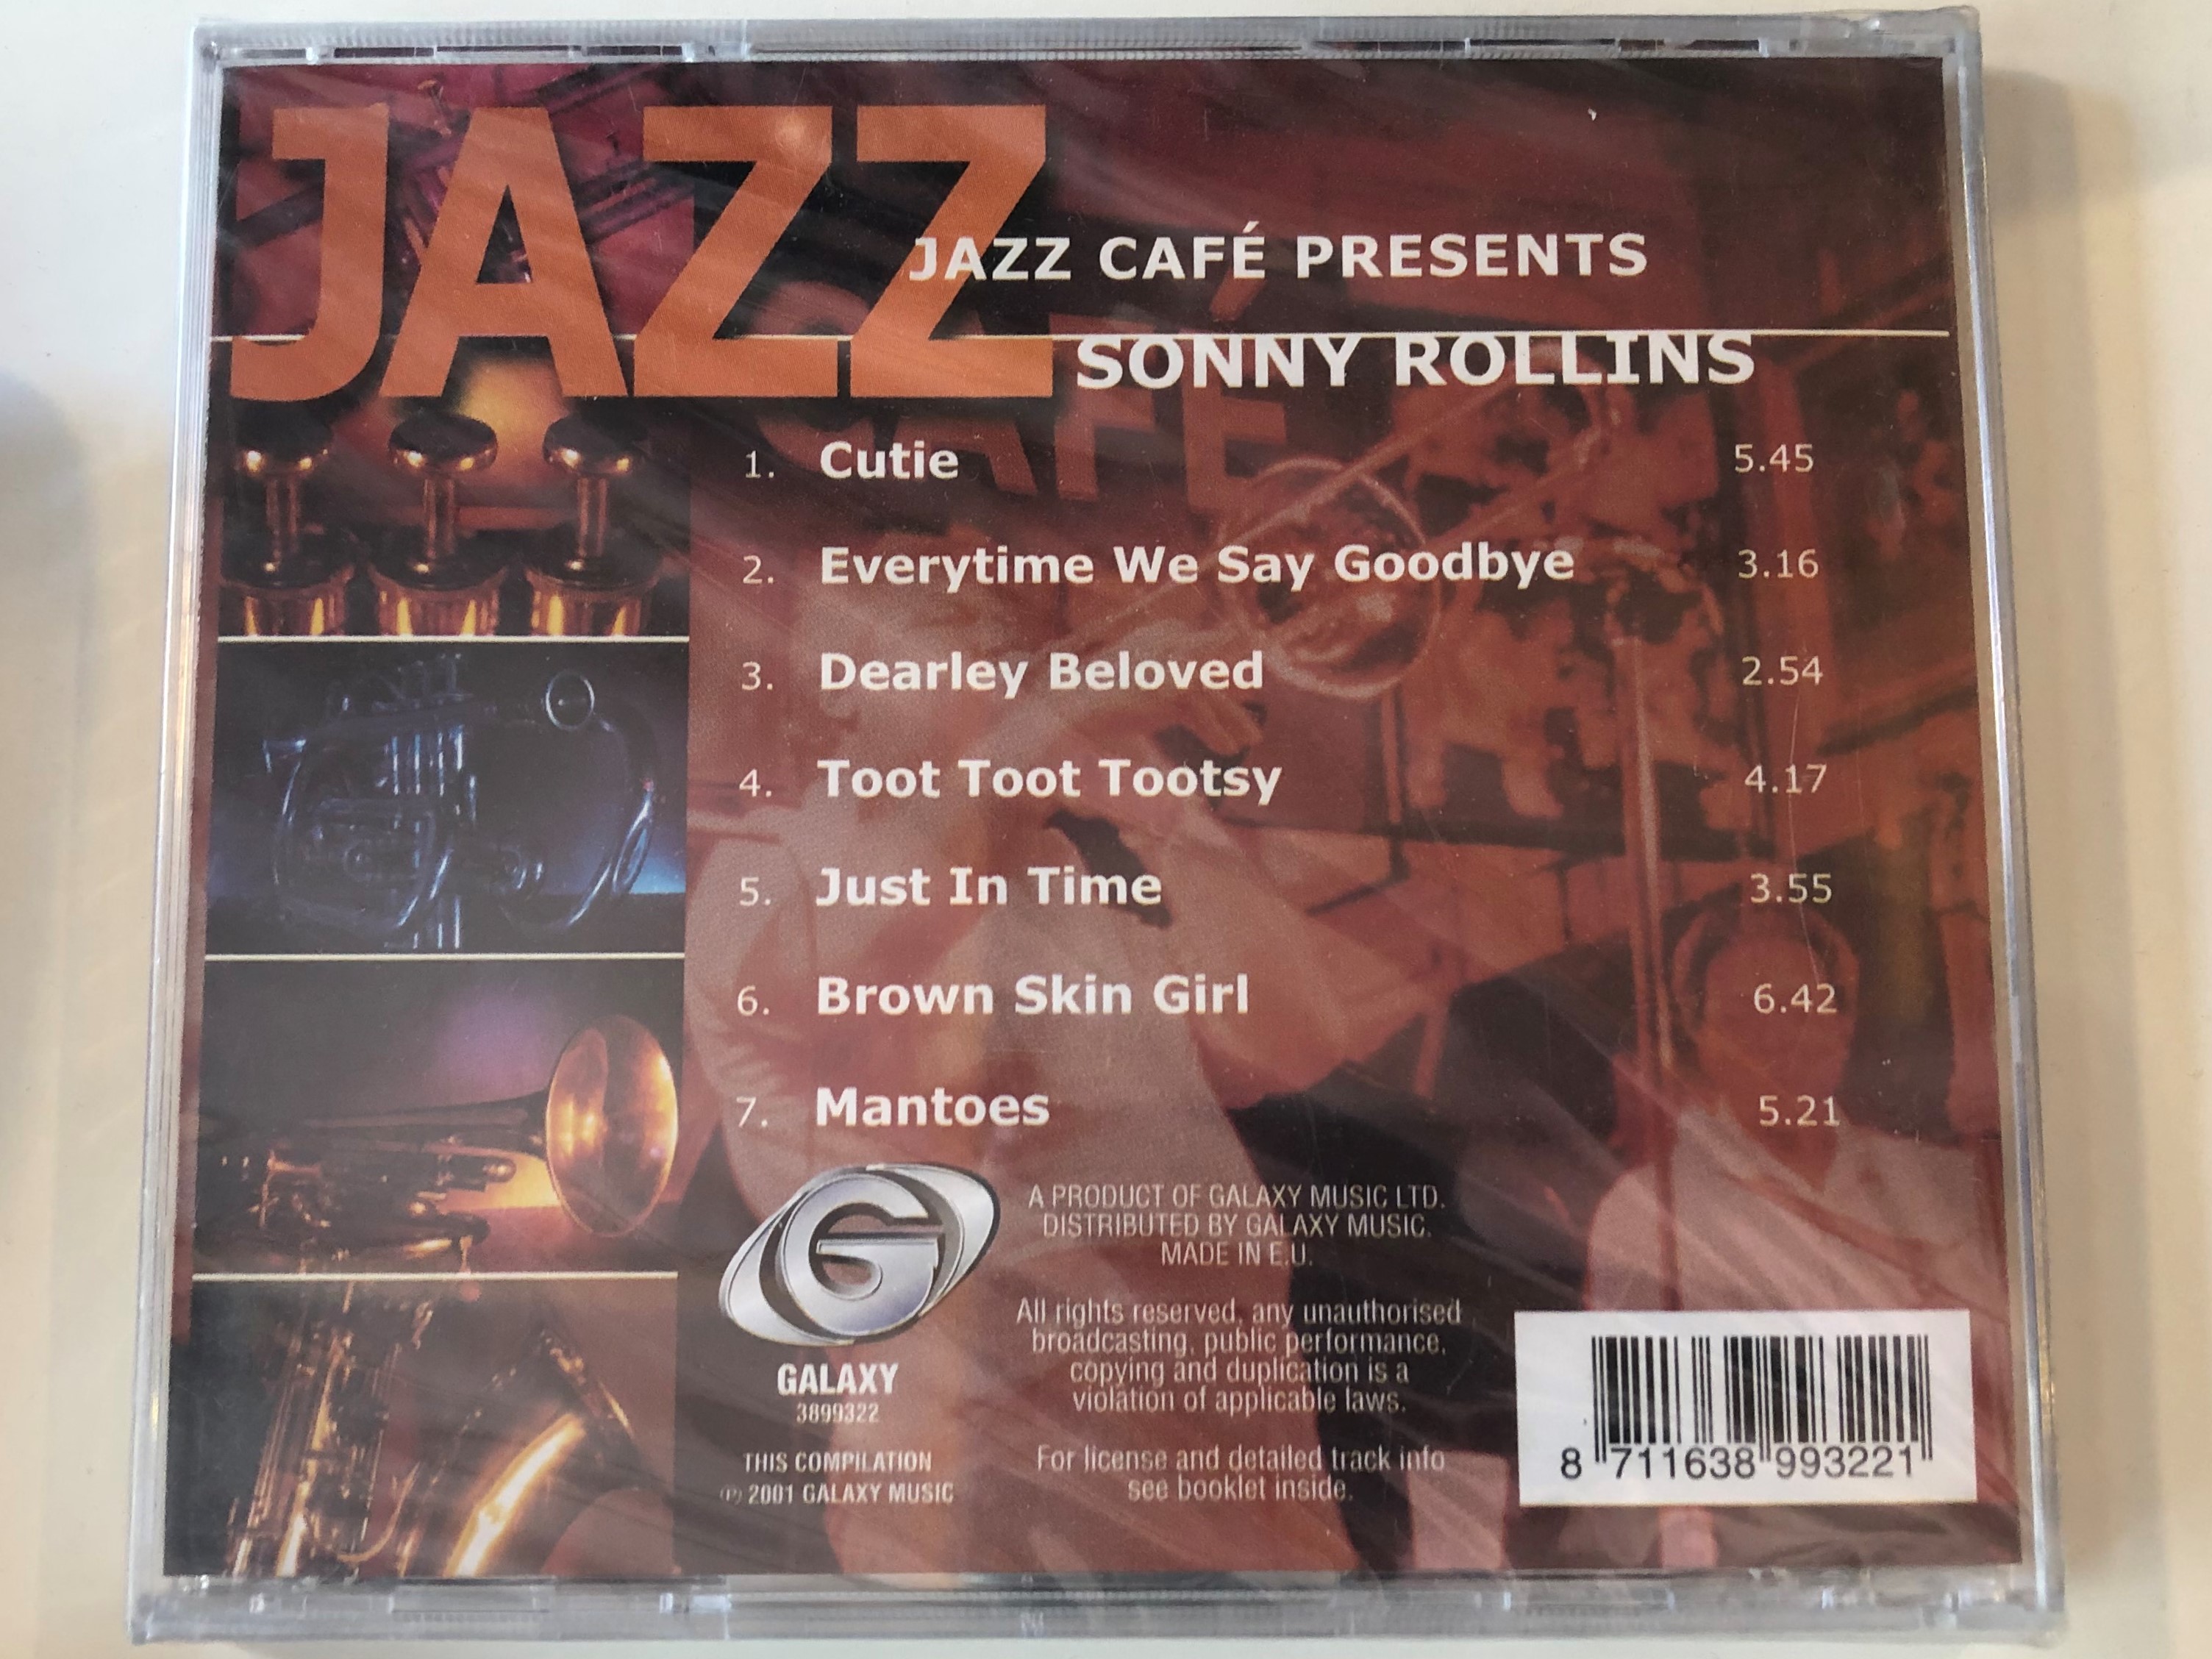 JAZZ
CAFÉ
JAZZ CAFÉ PRESENTS
SONNY ROLLINS
1. Cutie 5.45
2. Everytime We Say Goodbye 3.16
3. Dearley Beloved 2.54
4. Toot Toot Tootsy 4.17
5. Just In Time 3.55
6. Brown Skin Girl 6.42
7. Mantoes 5.21
G
GALAXY
3899322
THIS COMPILATION
℗ 2001 GALAXY MUSIC
A PRODUCT OF GALAXY MUSIC LTD.
DISTRIBUTED BY GALAXY MUSIC.
MADE IN E.U.
All rights reserved, any unauthorised
broadcasting, public performance,
copying and duplication is a
violation of applicable laws.
For license and detailed track info
see booklet inside.
8 711638 993221